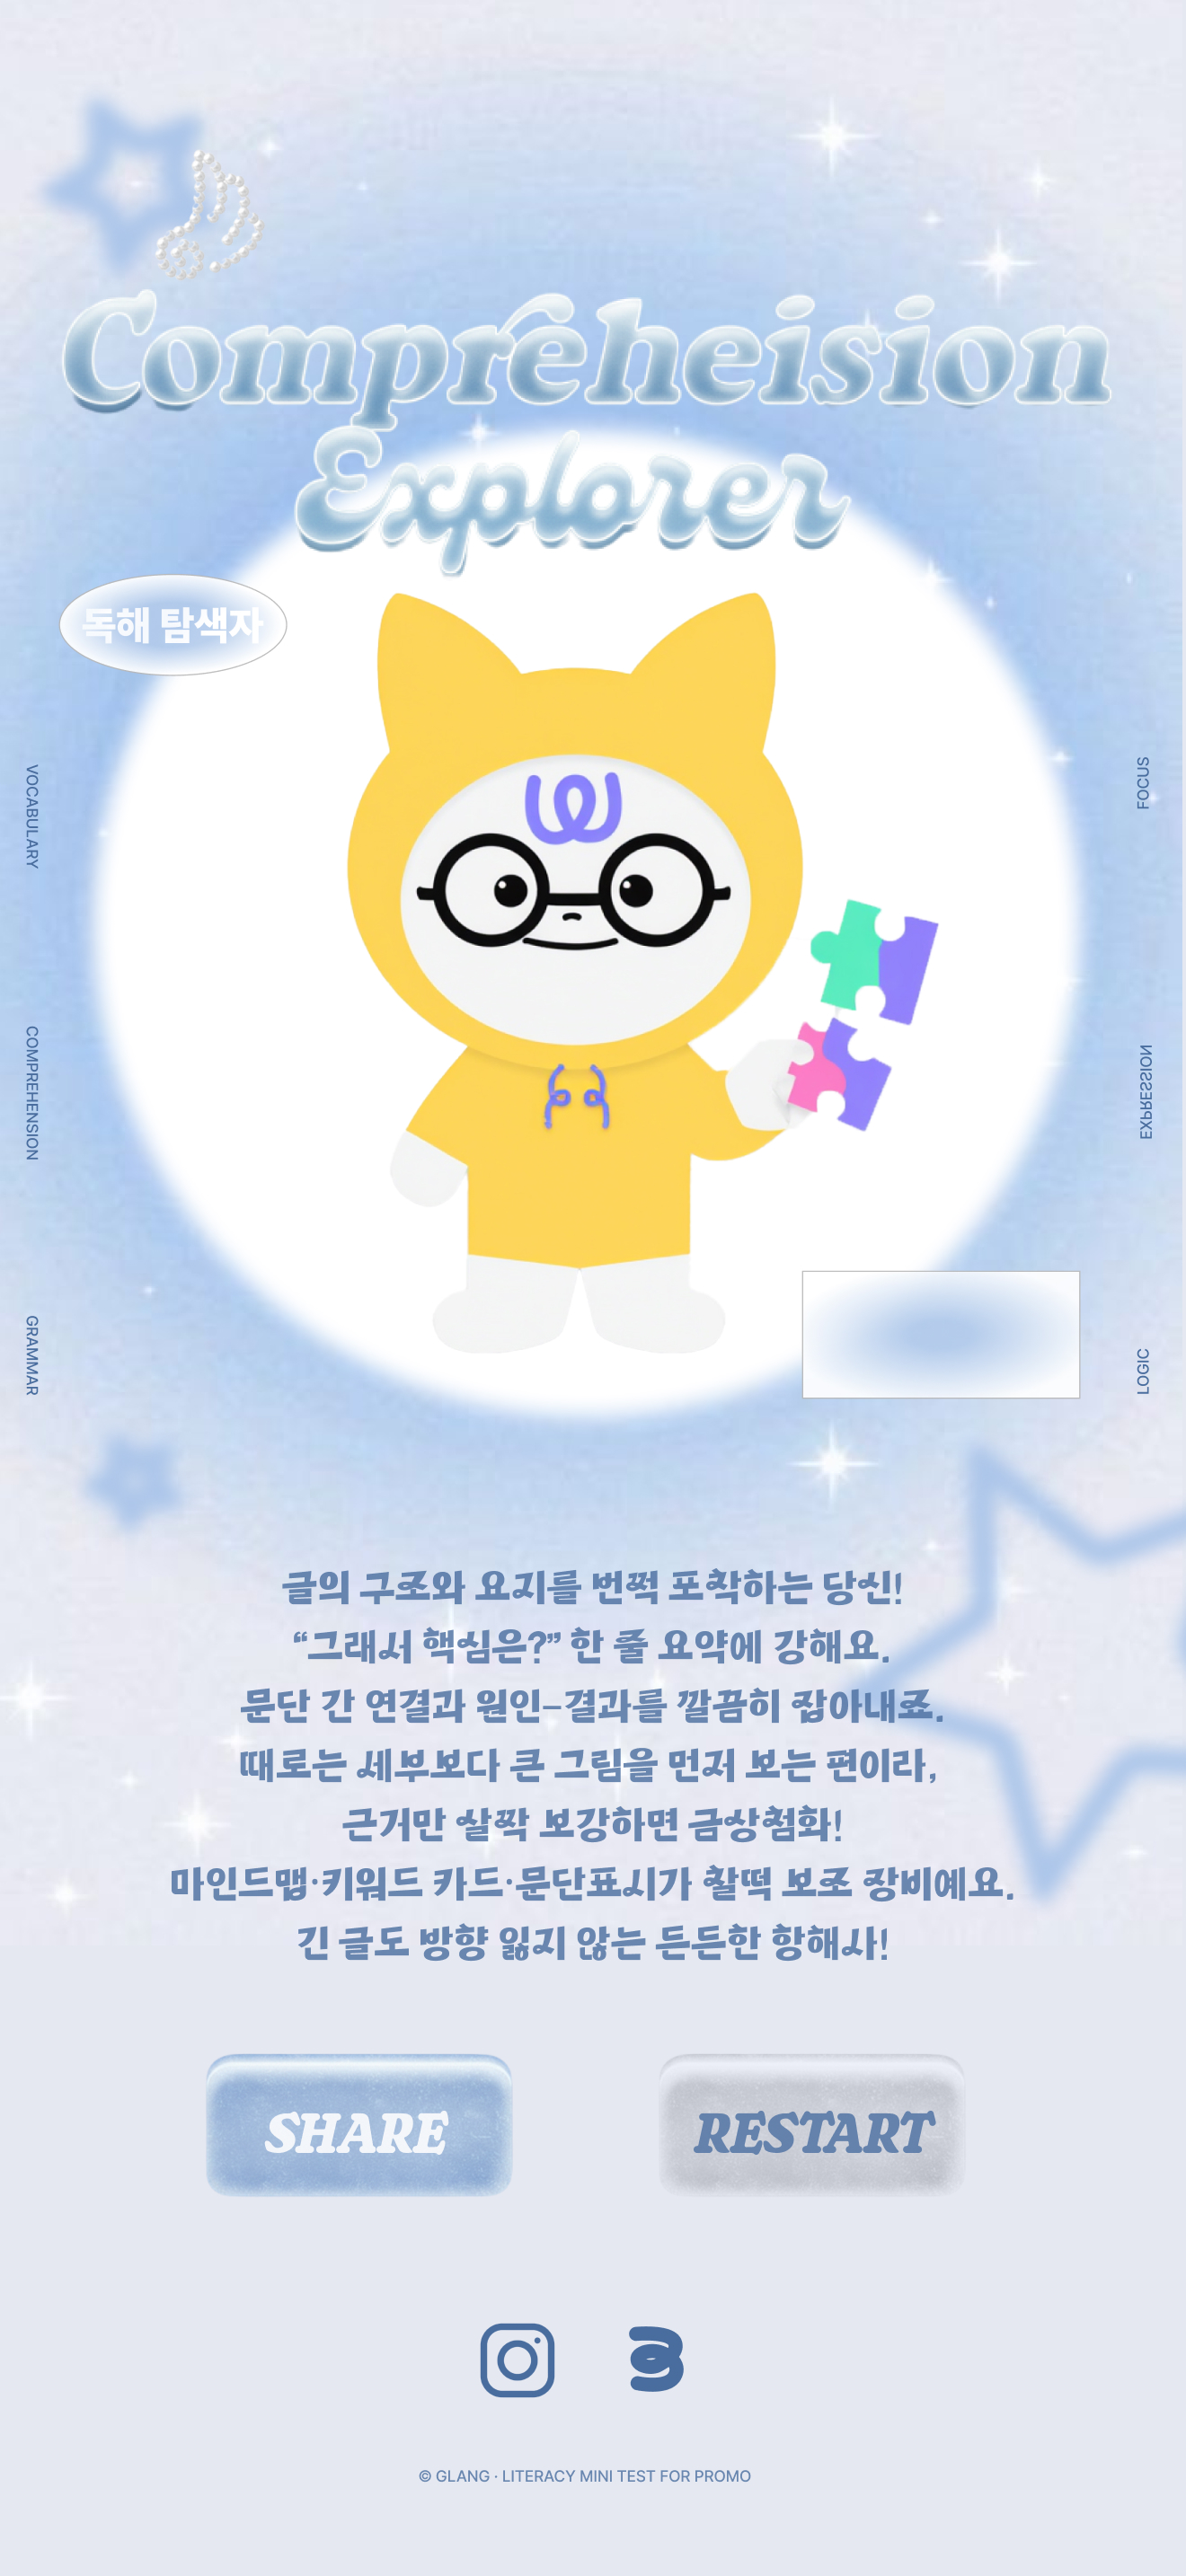 Compreheision
Explorer
독해 탐색자
VOCABULARY
COMPREHENSION
GRAMMAR
FOCUS
EXPRESSION
LOGIC
글의 구조와 요지를 번쩍 포착하는 당신!
“그래서 핵심은?” 한 줄 요약에 강해요.
문단 간 연결과 원인–결과를 깔끔히 잡아내죠.
때로는 세부보다 큰 그림을 먼저 보는 편이라,
근거만 살짝 보강하면 금상첨화!
마인드맵·키워드 카드·문단표시가 찰떡 보조 장비예요.
긴 글도 방향 잃지 않는 든든한 항해사!
SHARE
RESTART
© GLANG · LITERACY MINI TEST FOR PROMO